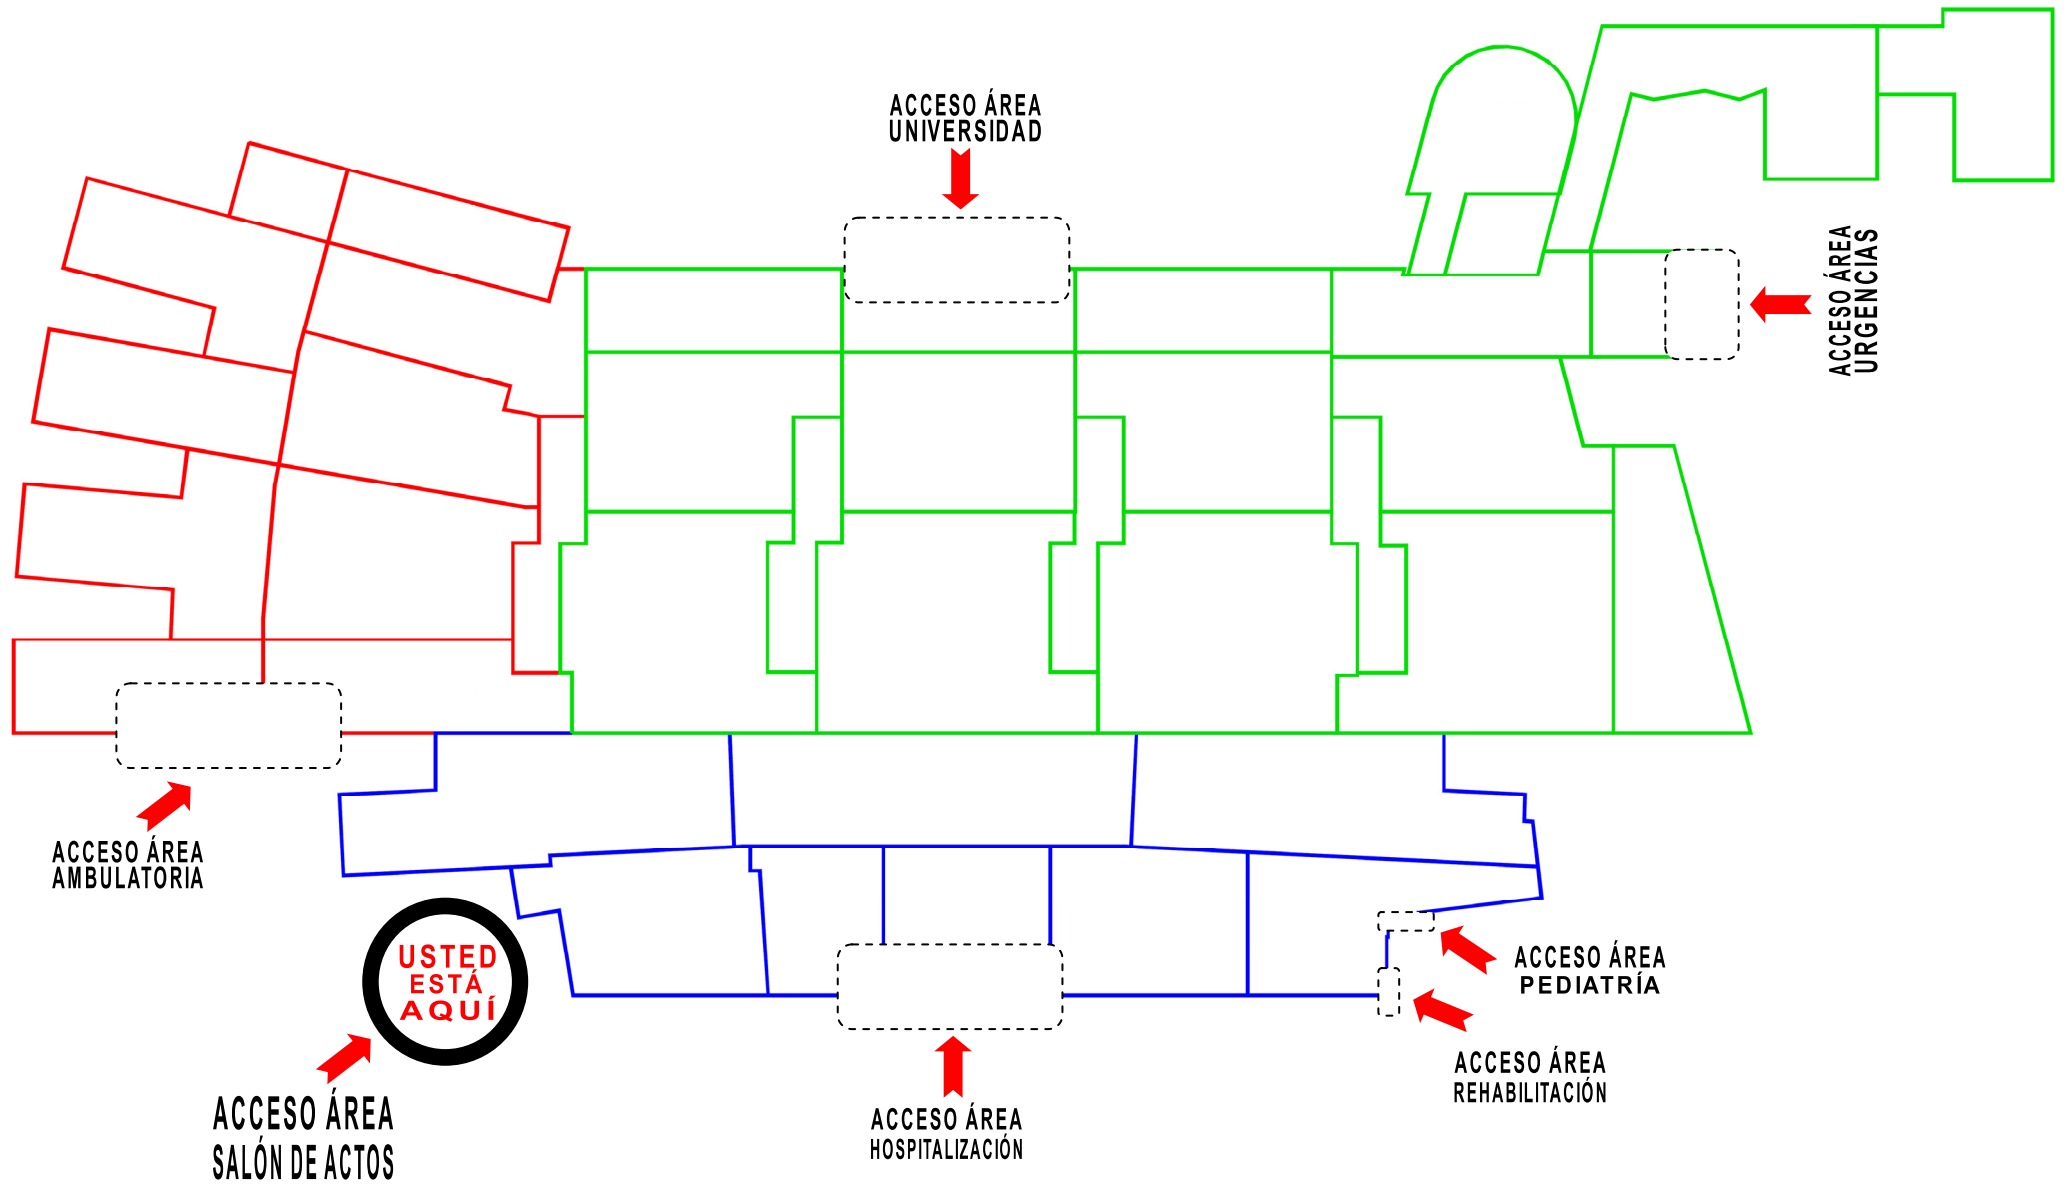 ACCESO ÁREA
UNIVERSIDAD
ACCESO ÁREA
URGENCIAS
ACCESO ÁREA
AMBULATORIA
USTED
ESTÁ
AQUÍ
ACCESO ÁREA
PEDIATRÍA
ACCESO ÁREA
REHABILITACIÓN
ACCESO ÁREA
SALÓN DE ACTOS
ACCESO ÁREA
HOSPITALIZACIÓN